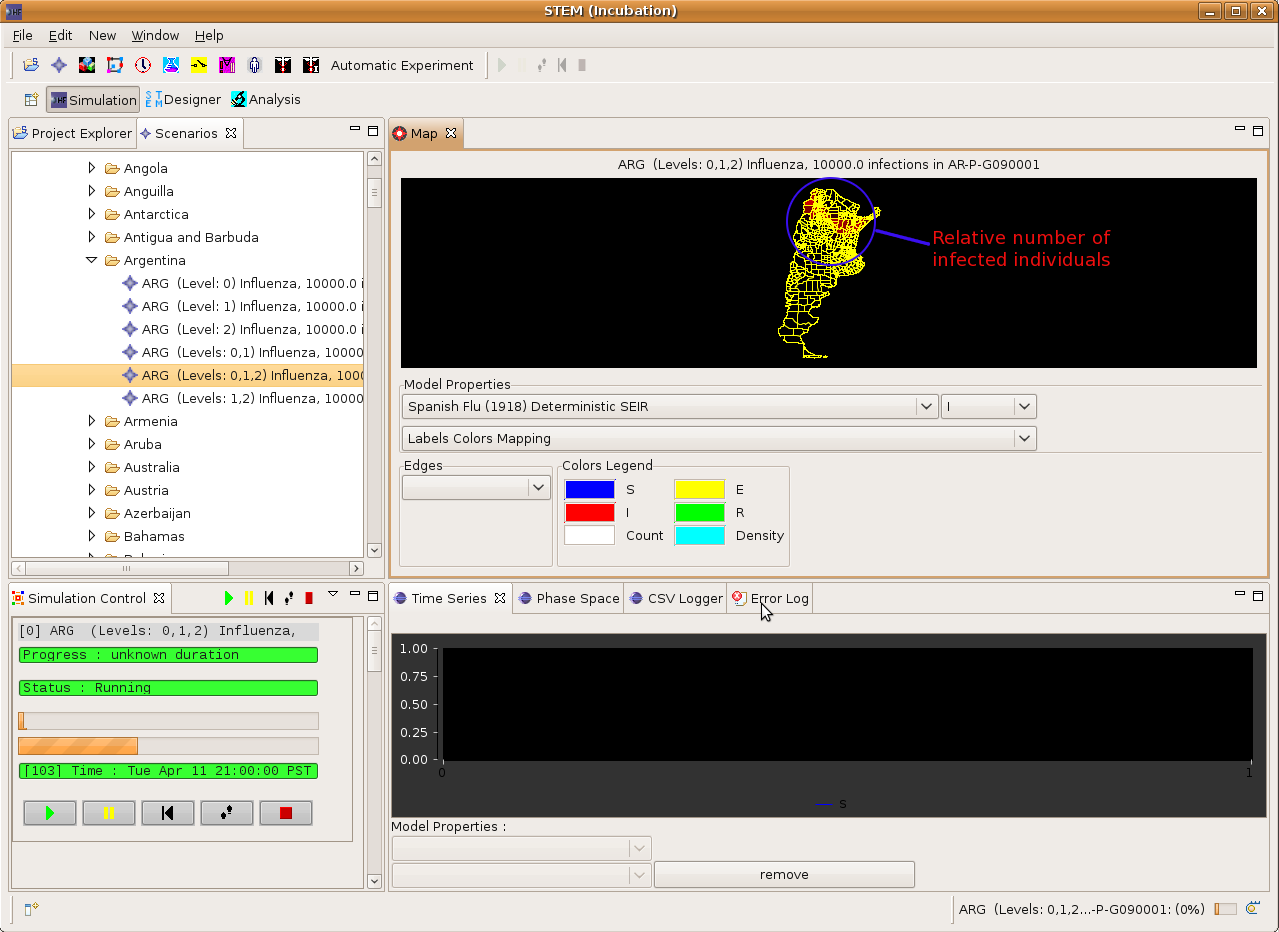 STEM (Incubation)
File Edit New Window Help
Automatic Experiment
Simulation Designer Analysis
Project Explorer Scenarios
Angola
Anguilla
Antarctica
Antigua and Barbuda
Argentina
ARG (Level: 0) Influenza, 10000.0 i
ARG (Level: 1) Influenza, 10000.0 i
ARG (Level: 2) Influenza, 10000.0 i
ARG (Levels: 0,1) Influenza, 10000
ARG (Levels: 0,1,2) Influenza, 100
ARG (Levels: 1,2) Influenza, 10000
Armenia
Aruba
Australia
Austria
Azerbaijan
Bahamas
Map
ARG (Levels: 0,1,2) Influenza, 10000.0 infections in AR-P-G090001
Relative number of
infected individuals
Model Properties
Spanish Flu (1918) Deterministic SEIR I
Labels Colors Mapping
Edges
Colors Legend
S E
I R
Count Density
Simulation Control
[0] ARG (Levels: 0,1,2) Influenza,
Progress : unknown duration
Status : Running
[103] Time : Tue Apr 11 21:00:00 PST
Time Series Phase Space CSV Logger Error Log
1.00
0.75
0.50
0.25
0.00
0 1
S
Model Properties :
remove
ARG (Levels: 0,1,2...-P-G090001: (0%)